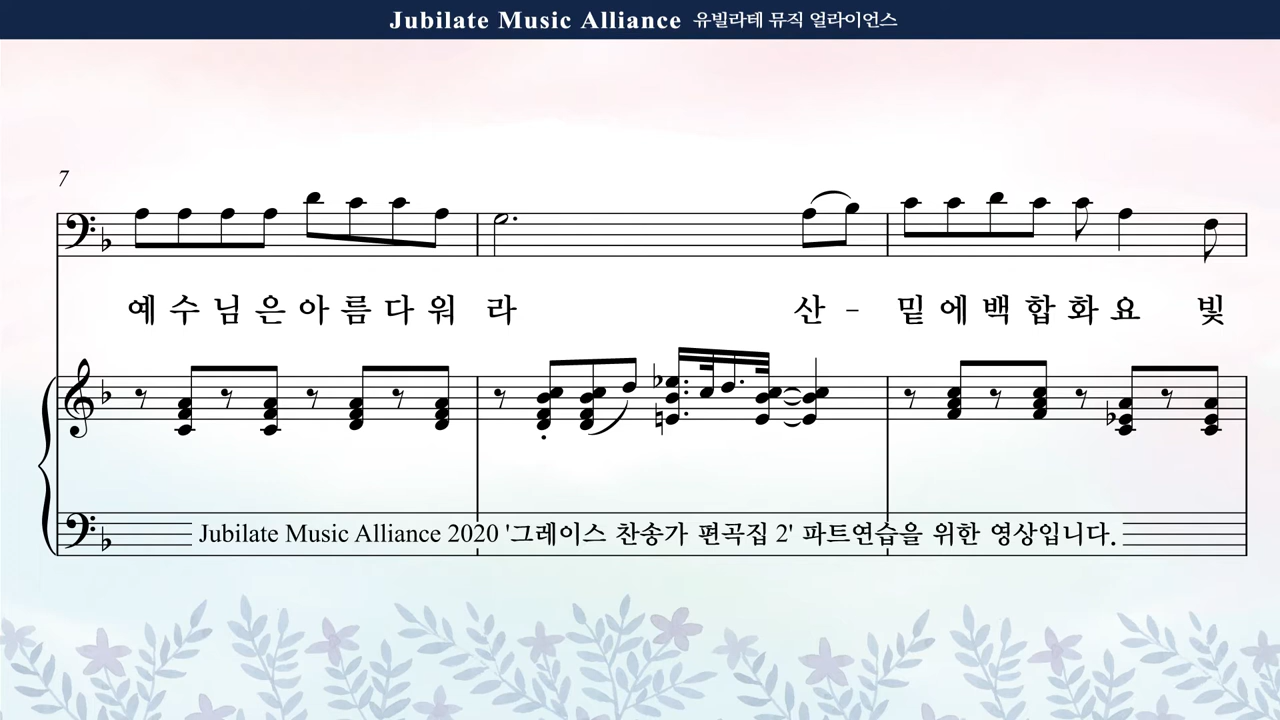 Jubilate Music Alliance 유빌라테 뮤직 얼라이언스
7
예 수 님 은 아 름 다 워 라 산 - 밑 에 백 합 화 요 빛
Jubilate Music Alliance 2020 '그레이스 찬송가 편곡집 2' 파트연습을 위한 영상입니다.